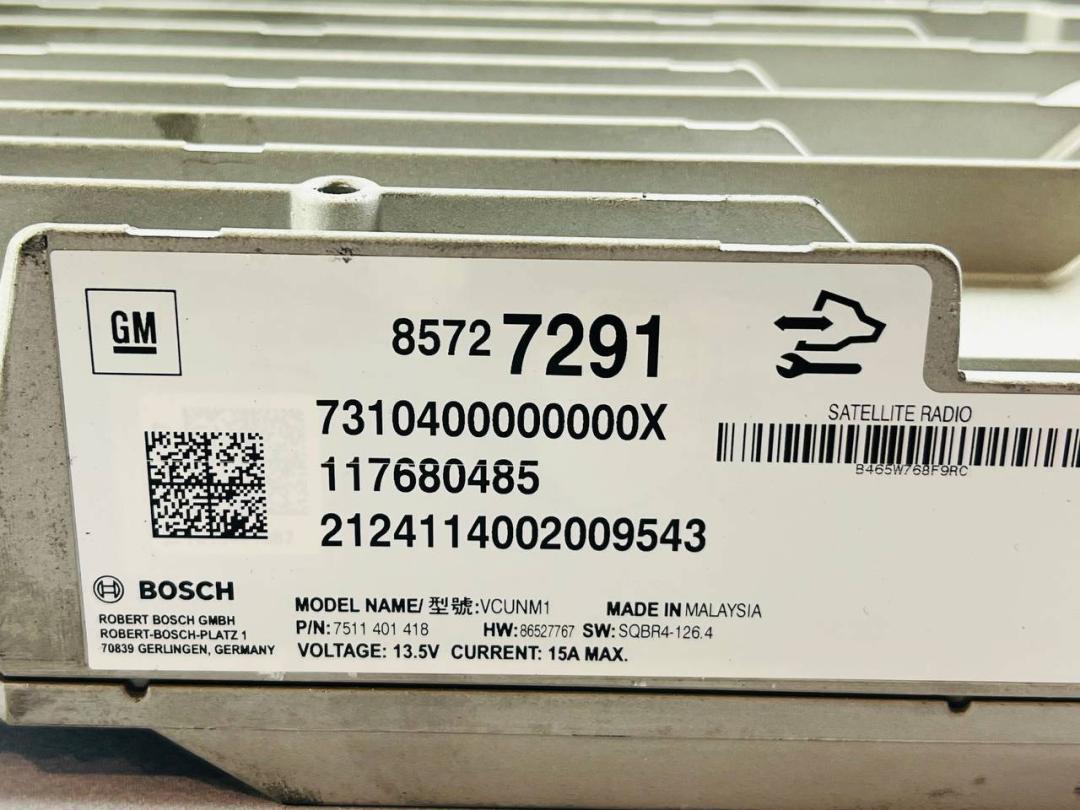 GM
8572 7291
7310400000000X
117680485
2124114002009543
SATELLITE RADIO
B465W768F9RC
BOSCH
ROBERT BOSCH GMBH
ROBERT-BOSCH-PLATZ 1
70839 GERLINGEN, GERMANY
MODEL NAME/ 型號:VCUNM1 MADE IN MALAYSIA
P/N:7511 401 418 HW:86527767 SW:SQBR4-126.4
VOLTAGE: 13.5V CURRENT: 15A MAX.